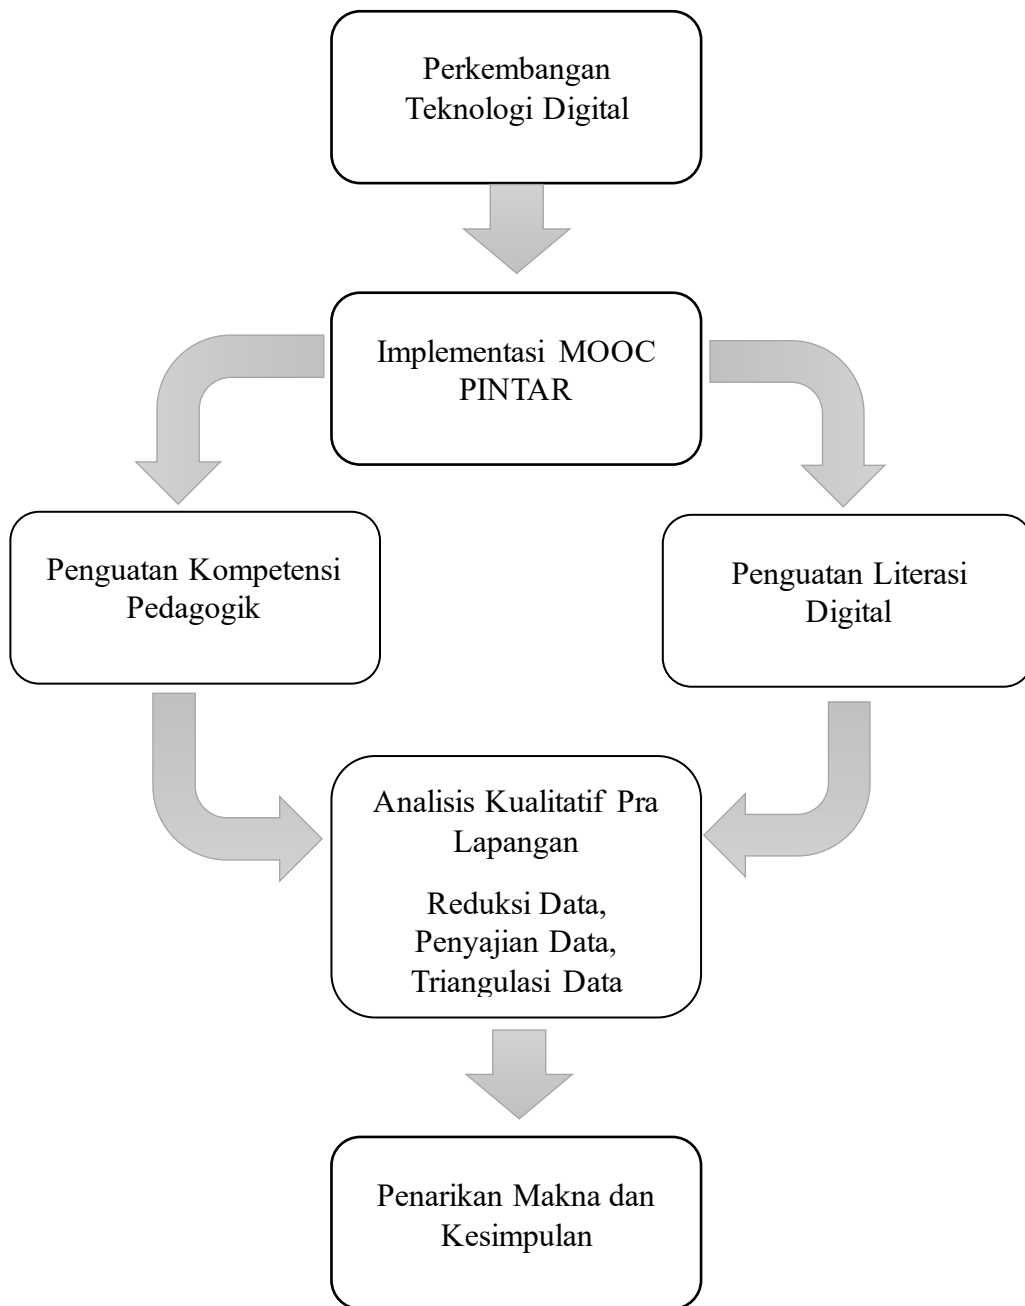 Perkembangan
Teknologi Digital
Implementasi MOOC
PINTAR
Penguatan Kompetensi
Pedagogik
Penguatan Literasi
Digital
Analisis Kualitatif Pra
Lapangan
Reduksi Data,
Penyajian Data,
Triangulasi Data
Penarikan Makna dan
Kesimpulan